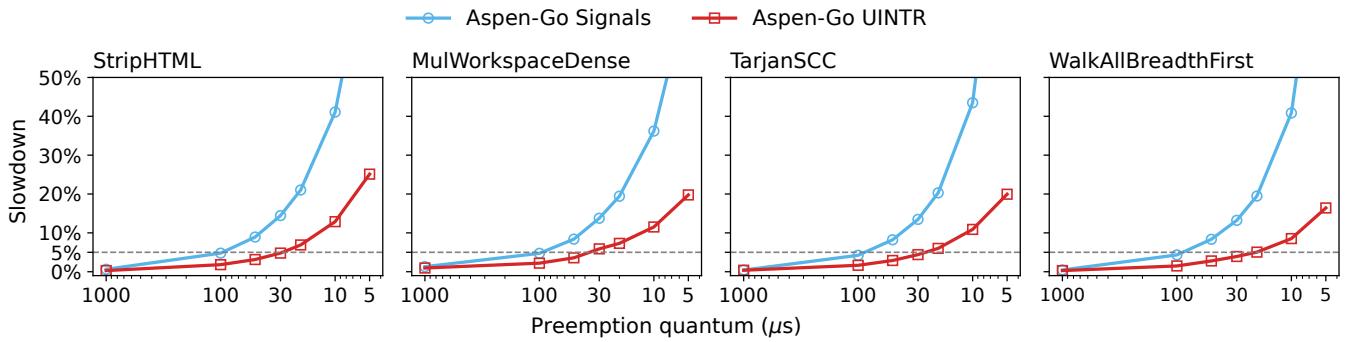 Aspen-Go Signals Aspen-Go UINTR
StripHTML MulWorkspaceDense TarjanSCC WalkAllBreadthFirst
50%
40%
30%
20%
10%
5%
0%
Slowdown
1000 100 30 10 5 1000 100 30 10 5 1000 100 30 10 5 1000 100 30 10 5
Preemption quantum (μs)